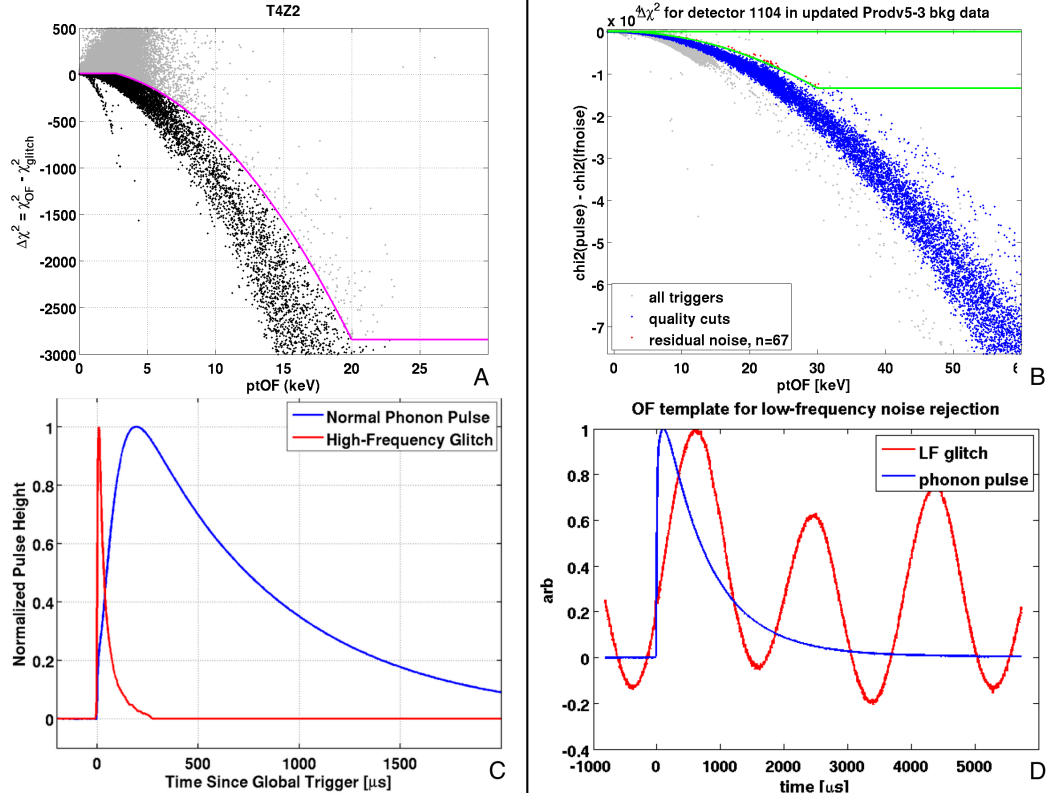 T4Z2
500
0
-500
-1000
-1500
-2000
-2500
-3000
Δχ² = χ²OF - χ²glitch
0 5 10 15 20 25
ptOF (keV)
A
x 10⁴Δχ² for detector 1104 in updated Prodv5-3 bkg data
0
-1
-2
-3
-4
-5
-6
-7
chi2(pulse) - chi2(lfnoise)
all triggers
quality cuts
residual noise, n=67
0 10 20 30 40 50 6
ptOF [keV]
B
Normal Phonon Pulse
High-Frequency Glitch
1
0.8
0.6
0.4
0.2
0
Normalized Pulse Height
0 500 1000 1500
Time Since Global Trigger [μs]
C
OF template for low-frequency noise rejection
LF glitch
phonon pulse
1
0.8
0.6
0.4
0.2
0
-0.2
-0.4
arb
-1000 0 1000 2000 3000 4000 5000
time [μs]
D